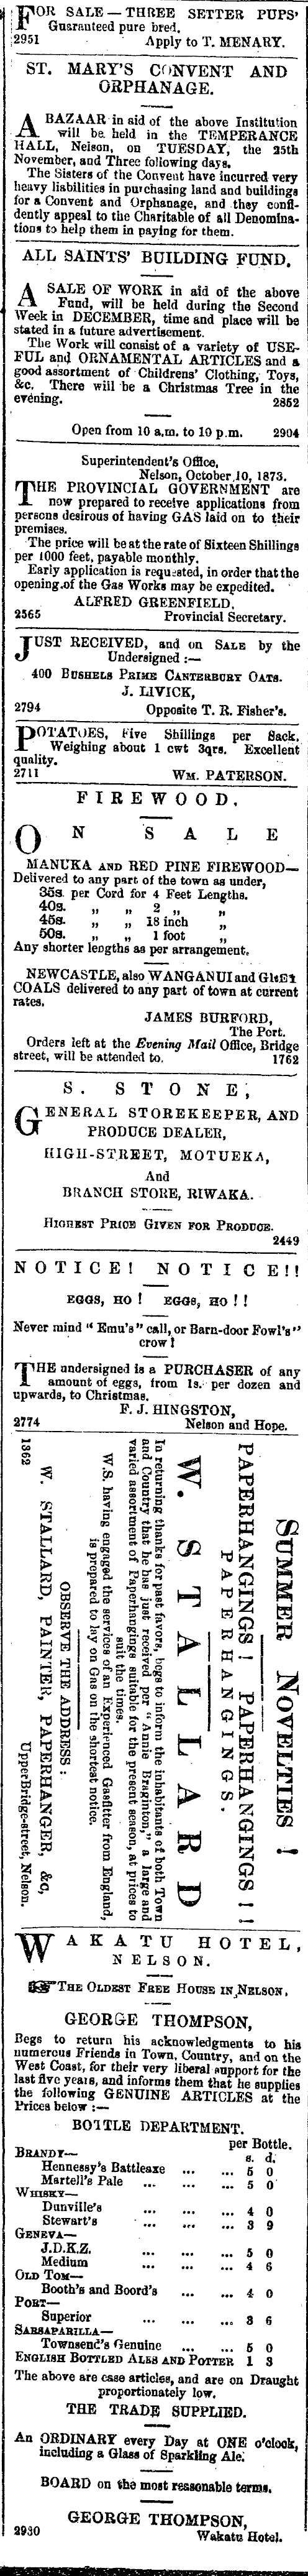 FOR SALE—THREE SETTER PUPS'
Guaranteed pure bred.
2951 Apply to T. MENARY.
ST. MARY'S CONVENT AND
ORPHANAGE.
A BAZAAR in aid of the above Institution
will be held in the TEMPERANCE
HALL, Nelson, on TUESDAY, the 25th
November, and Three following days.
The Sisters of the Convent have incurred very
heavy liabilities in purchasing land and buildings
for a Convent and Orphanage, and they confi-
dently appeal to the Charitable of all Denomina-
tions to help them in paying for them.
ALL SAINTS' BUILDING FUND.
A SALE OF WORK in aid of the above
Fund, will be held during the Second
Week in DECEMBER, time and place will be
stated in a future advertisement.
The Work will consist of a variety of USE-
FUL and ORNAMENTAL ARTICLES and a
good assortment of Childrens' Clothing, Toys,
&c. There will be a Christmas Tree in the
evening. 2852
Open from 10 a.m. to 10 p.m. 2904
Superintendent's Office,
Nelson, October 10, 1873.
THE PROVINCIAL GOVERNMENT are
now prepared to receive applications from
persons desirous of having GAS laid on to their
premises.
The price will be at the rate of Sixteen Shillings
per 1000 feet, payable monthly.
Early application is requested, in order that the
opening of the Gas Works may be expedited.
ALFRED GREENFIELD,
2565 Provincial Secretary.
JUST RECEIVED, and on SALE by the
Undersigned :—
400 BUSHELS PRIME CANTERBURY OATS.
J. LIVICK,
2794 Opposite T. R. Fisher's.
POTATOES, Five Shillings per Sack.
Weighing about 1 cwt 3qrs. Excellent
quality.
2711 WM. PATERSON.
FIREWOOD.
ON SALE
MANUKA AND RED PINE FIREWOOD—
Delivered to any part of the town as under,
35s. per Cord for 4 Feet Lengths.
40s. „ „ 2 „ „
45s. „ „ 18 inch „
50s. „ „ 1 foot „
Any shorter lengths as per arrangement.
NEWCASTLE, also WANGANUI and GREY
COALS delivered to any part of town at current
rates.
JAMES BURFORD,
The Port.
Orders left at the Evening Mail Office, Bridge
street, will be attended to. 1762
S. STONE,
GENERAL STOREKEEPER, AND
PRODUCE DEALER,
HIGH-STREET, MOTUEKA,
And
BRANCH STORE, RIWAKA.
HIGHEST PRICE GIVEN FOR PRODUCE.
2449
NOTICE! NOTICE!!
EGGS, HO ! EGGS, HO ! !
Never mind "Emu's" call, or Barn-door Fowl's"
crow !
THE undersigned is a PURCHASER of any
amount of eggs, from 1s. per dozen and
upwards, to Christmas.
F. J. HINGSTON,
2774 Nelson and Hope.
SUMMER NOVELTIES !
PAPERHANGINGS ! PAPERHANGINGS ! !
PAPERHANGINGS.
W. STALLARD
In returning thanks for past favors, begs to inform the inhabitants of both Town
and Country that he has just received per "Annie Braginton," a large and
varied assortment of Paperhangings suitable for the present season, at prices to
suit the times.
W.S. having engaged the services of an Experienced Gasfitter from England,
is prepared to lay on Gas on the shortest notice.
OBSERVE THE ADDRESS :
W. STALLARD, PAINTER, PAPERHANGER, &c,
1362 Upper Bridge-street, Nelson.
WAKATU HOTEL,
NELSON.
THE OLDEST FREE HOUSE IN NELSON.
GEORGE THOMPSON,
Begs to return his acknowledgments to his
numerous Friends in Town, Country, and on the
West Coast, for their very liberal support for the
last five years, and informs them that he supplies
the following GENUINE ARTICLES at the
Prices below :—
BOTTLE DEPARTMENT.
per Bottle.
s. d.
BRANDY—
Hennessy's Battleaxe ... ... 5 0
Martell's Pale ... ... 5 0
WHISKY—
Dunville's ... ... 4 0
Stewart's ... ... 3 9
GENEVA—
J.D.K.Z. ... ... 5 0
Medium ... ... 4 6
OLD TOM—
Booth's and Boord's ... ... 4 0
PORT—
Superior ... ... 3 6
SARSAPARILLA—
Townsend's Genuine ... ... 5 0
ENGLISH BOTTLED ALES AND PORTER 1 3
The above are case articles, and are on Draught
proportionately low.
THE TRADE SUPPLIED.
An ORDINARY every Day at ONE o'clook,
including a Glass of Sparkling Ale.
BOARD on the most reasonable terms.
GEORGE THOMPSON,
2930 Wakatu Hotel.